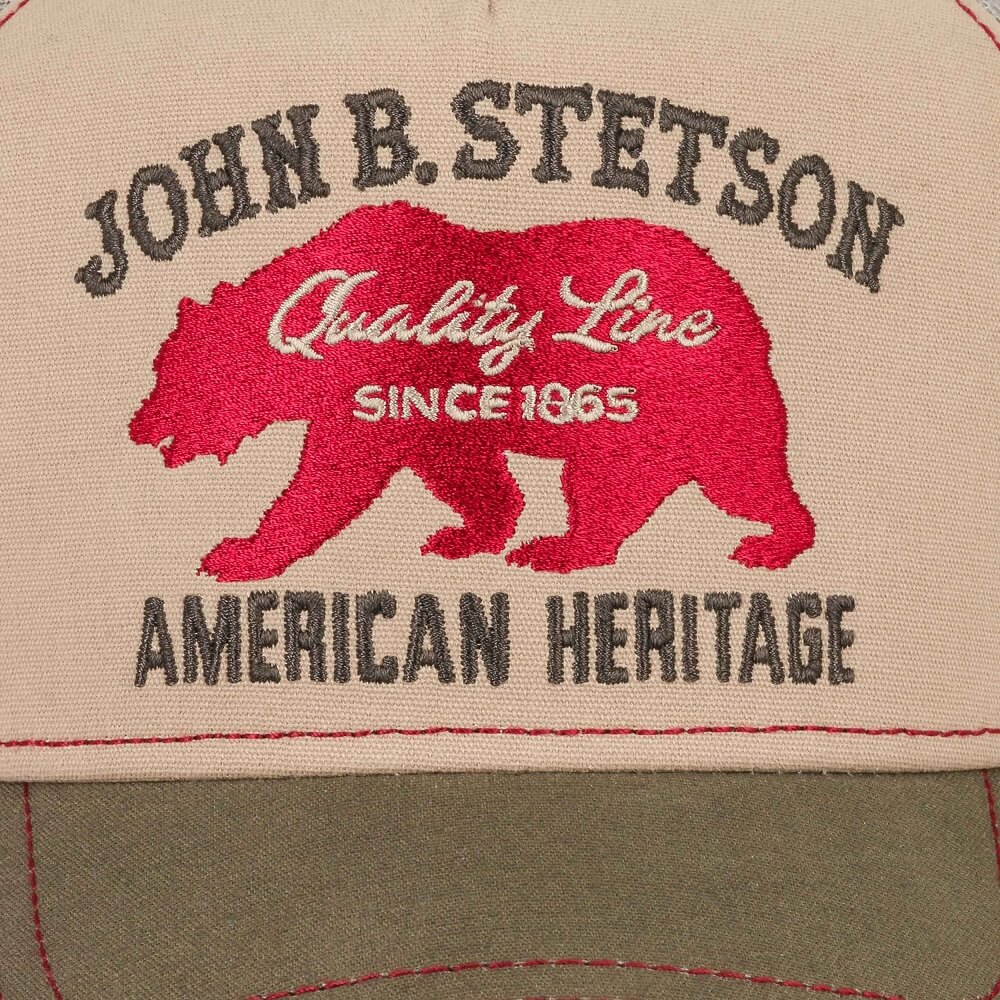 JOHN B. STETSON
Quality Line
SINCE 1865
AMERICAN HERITAGE